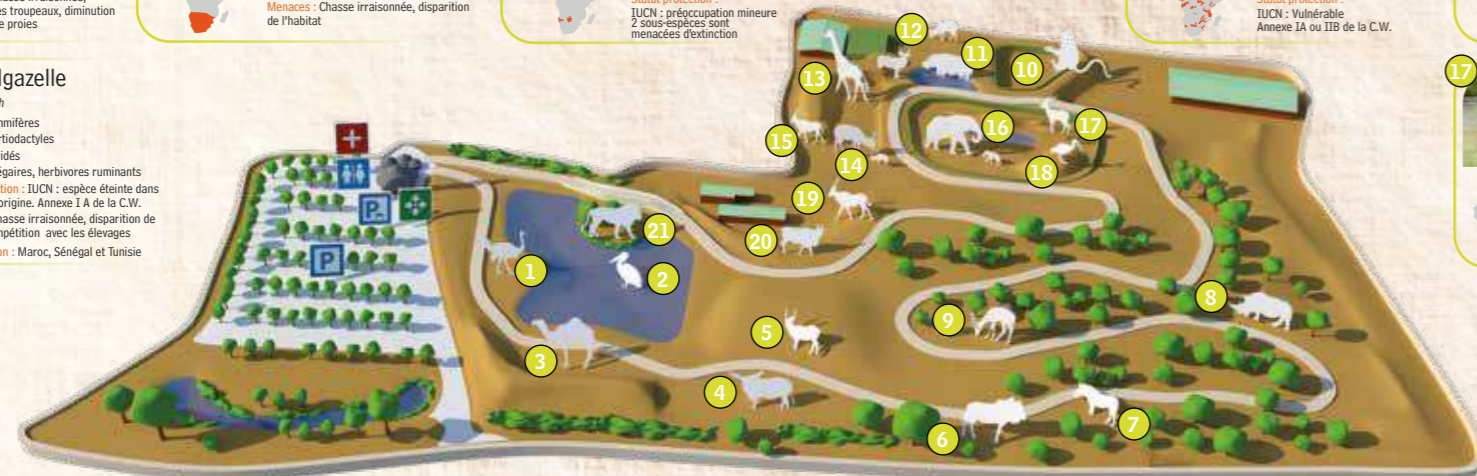 es troupeaux, diminution
e proies
Menaces : Chasse irraisonnée, disparition
de l'habitat
IUCN : préoccupation mineure
2 sous-espèces sont
menacées d'extinction
IUCN : Vulnérable
Annexe IA ou IIB de la C.W.
lgazelle
h
mmifères
rtiodactyles
vidés
égaires, herbivores ruminants
tion : IUCN : espèce éteinte dans
origine. Annexe I A de la C.W.
hasse irraisonnée, disparition de
mpétition avec les élevages
on : Maroc, Sénégal et Tunisie
P
P
1
2
3
4
5
6
7
8
9
10
11
12
13
14
15
16
17
18
19
20
21
17